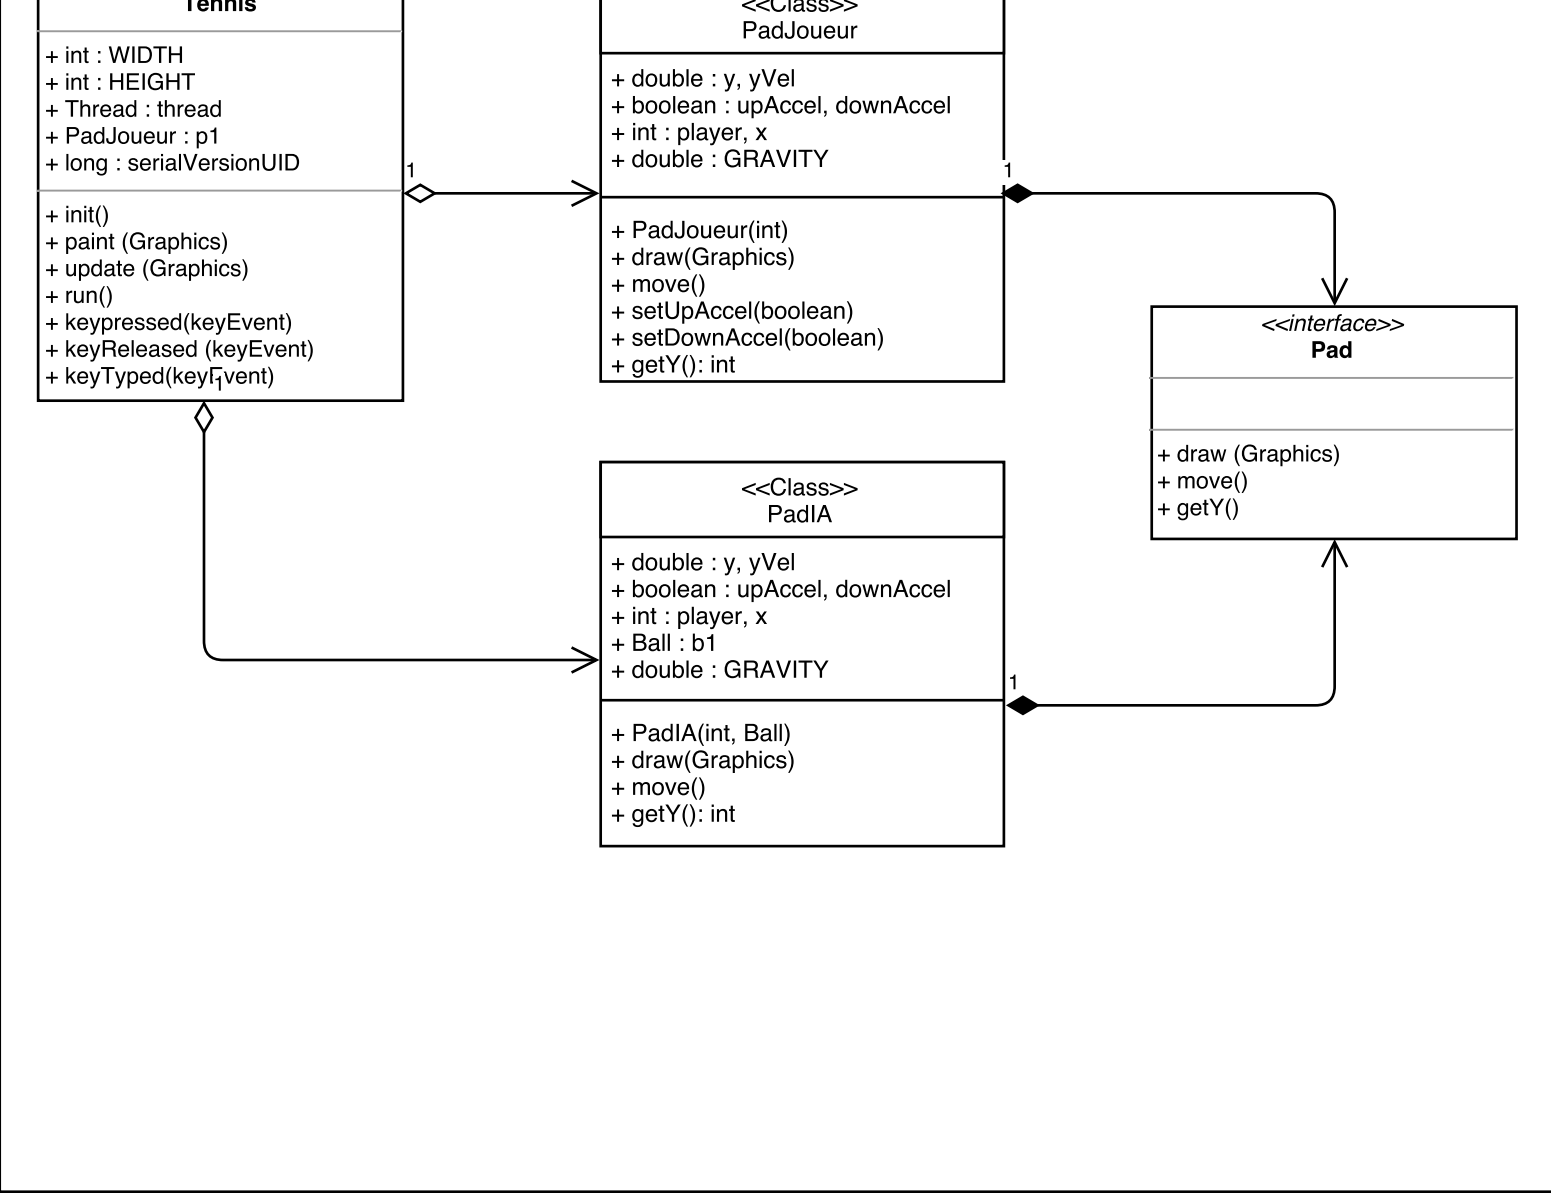 Tennis
+ int : WIDTH
+ int : HEIGHT
+ Thread : thread
+ PadJoueur : p1
+ long : serialVersionUID
+ init()
+ paint (Graphics)
+ update (Graphics)
+ run()
+ keypressed(keyEvent)
+ keyReleased (keyEvent)
+ keyTyped(keyEvent)
1
1
<<Class>>
PadJoueur
+ double : y, yVel
+ boolean : upAccel, downAccel
+ int : player, x
+ double : GRAVITY
+ PadJoueur(int)
+ draw(Graphics)
+ move()
+ setUpAccel(boolean)
+ setDownAccel(boolean)
+ getY(): int
1
<<interface>>
Pad
+ draw (Graphics)
+ move()
+ getY()
<<Class>>
PadIA
+ double : y, yVel
+ boolean : upAccel, downAccel
+ int : player, x
+ Ball : b1
+ double : GRAVITY
+ PadIA(int, Ball)
+ draw(Graphics)
+ move()
+ getY(): int
1